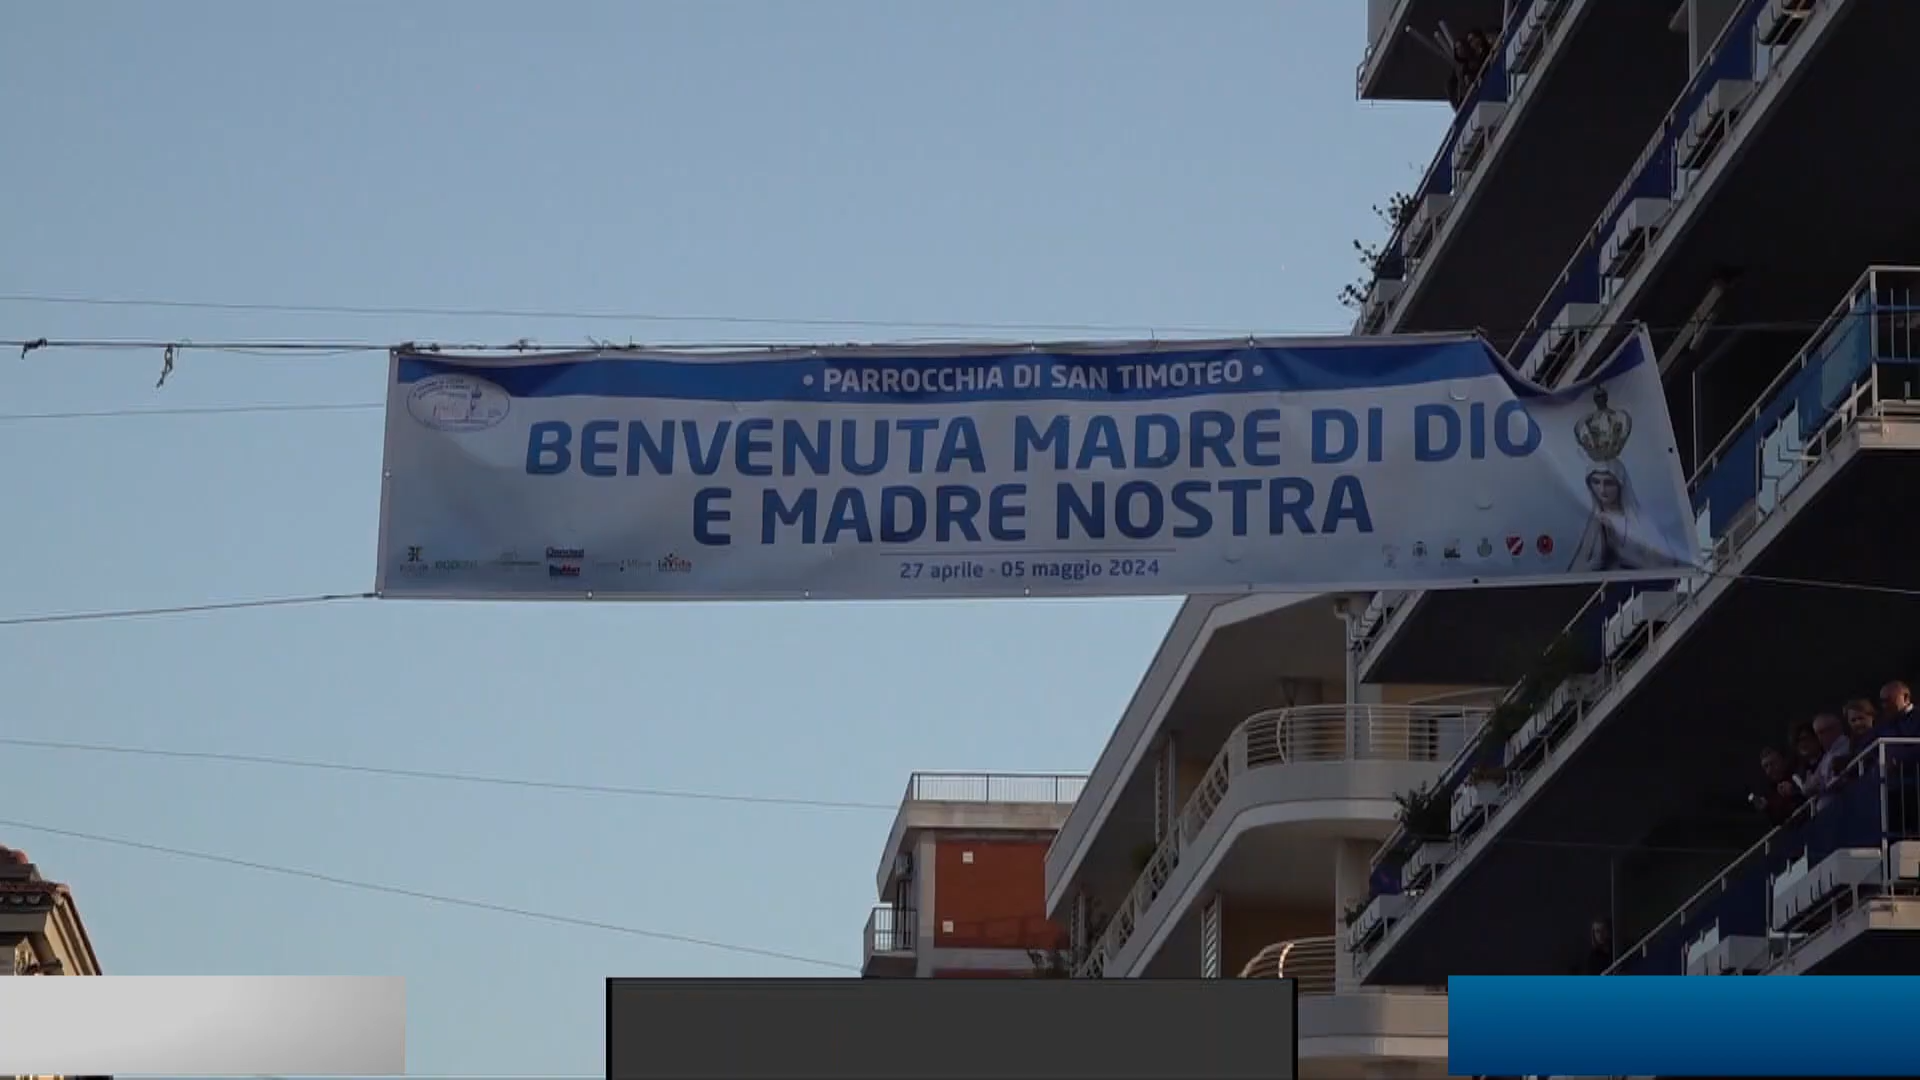 • PARROCCHIA DI SAN TIMOTEO •
BENVENUTA MADRE DI DIO
E MADRE NOSTRA
27 aprile - 05 maggio 2024